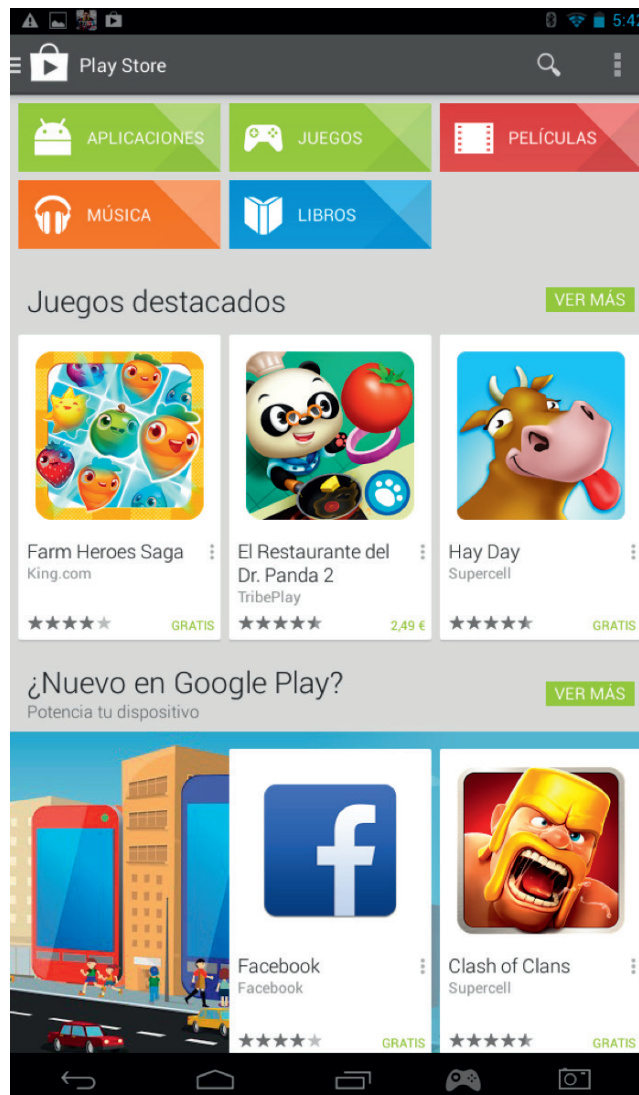 5:42
Play Store
APLICACIONES
JUEGOS
PELÍCULAS
MÚSICA
LIBROS
Juegos destacados
VER MÁS
Farm Heroes Saga
King.com
GRATIS
El Restaurante del
Dr. Panda 2
TribePlay
2,49 €
Hay Day
Supercell
GRATIS
¿Nuevo en Google Play?
VER MÁS
Potencia tu dispositivo
Facebook
Facebook
GRATIS
Clash of Clans
Supercell
GRATIS